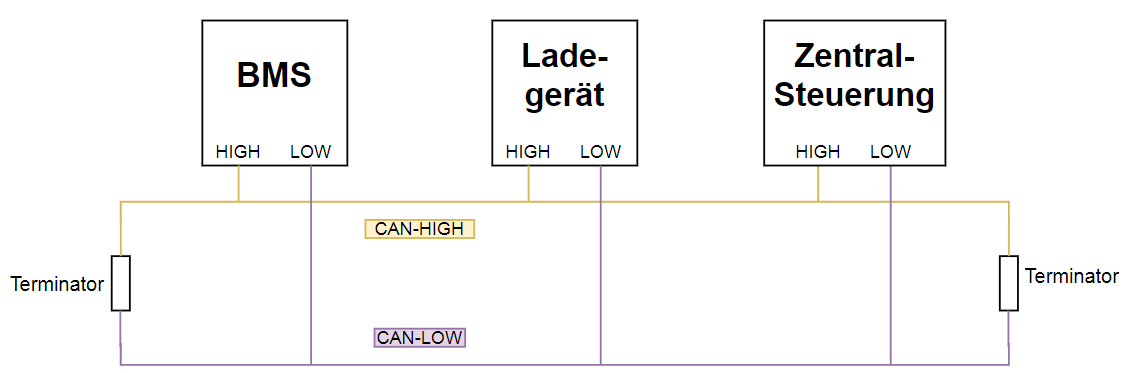 BMS
Lade-
gerät
Zentral-
Steuerung
HIGH LOW
HIGH LOW
HIGH LOW
CAN-HIGH
Terminator
Terminator
CAN-LOW